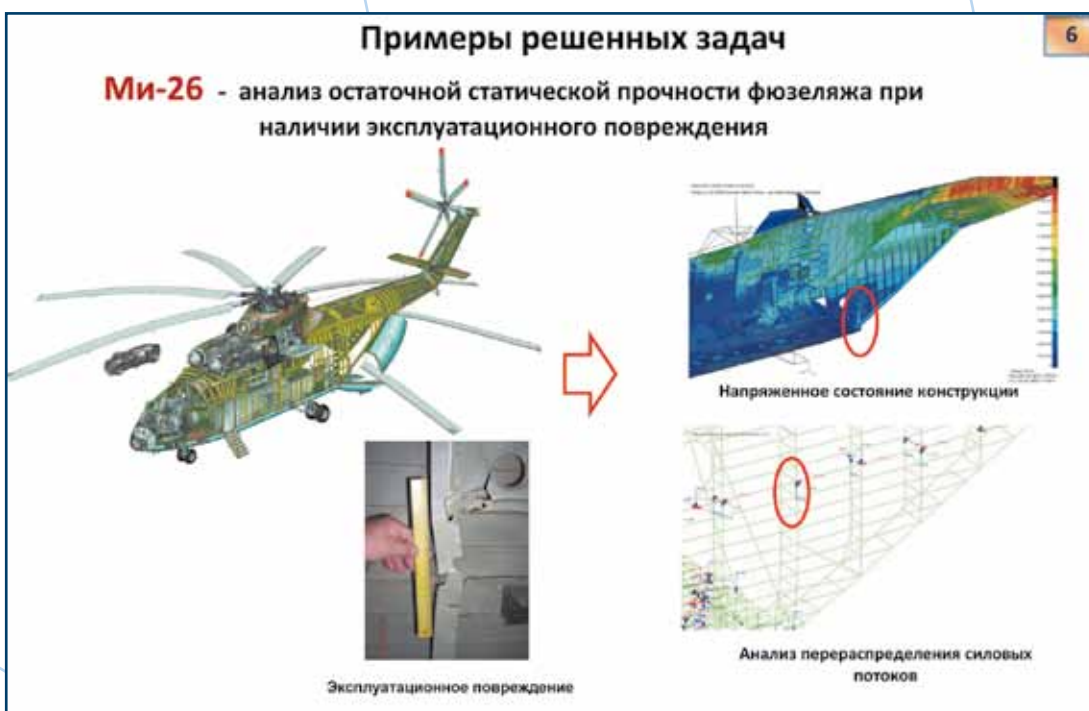 Примеры решенных задач
6
Ми-26 - анализ остаточной статической прочности фюзеляжа при
наличии эксплуатационного повреждения
Напряженное состояние конструкции
Анализ перераспределения силовых
потоков
Эксплуатационное повреждение